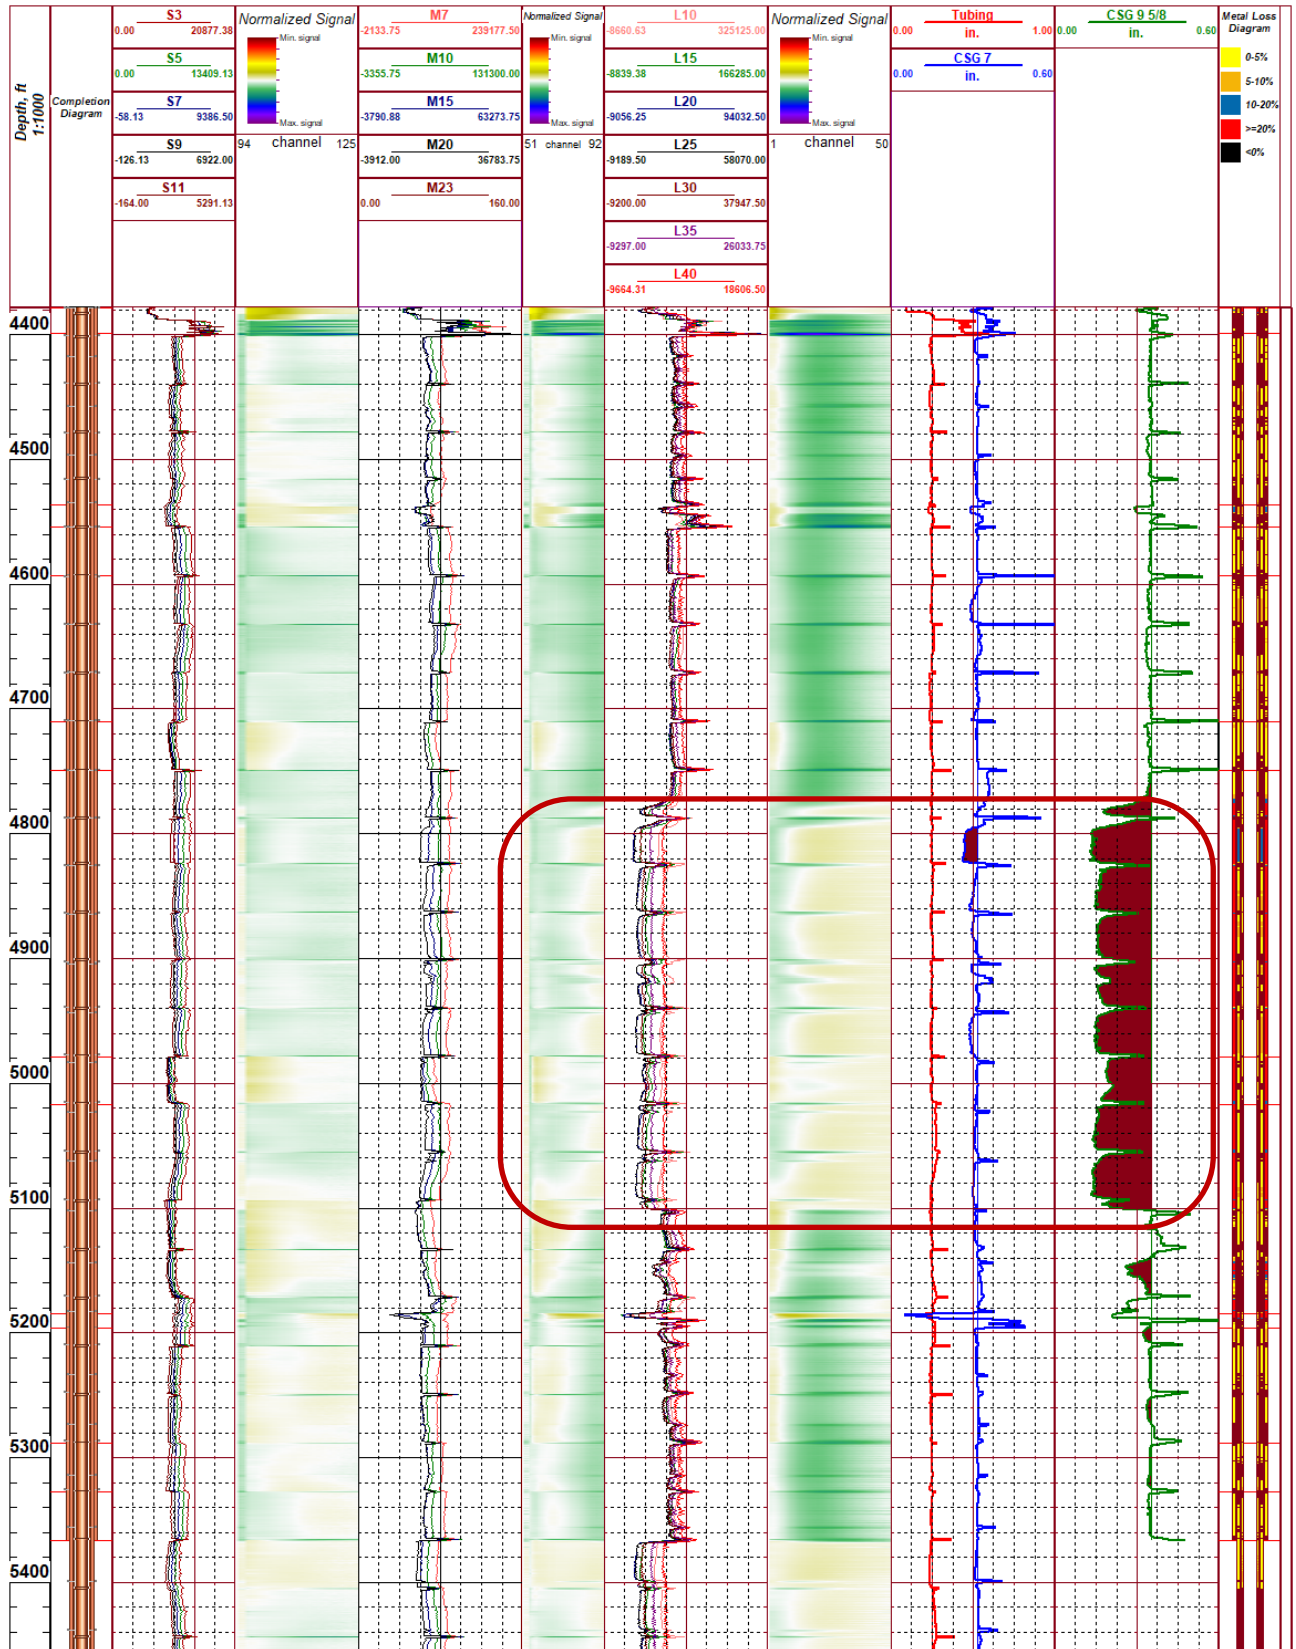 Depth, ft
1:1000
Completion
Diagram
S3
0.00 20877.38
S5
0.00 13409.13
S7
-58.13 9386.50
S9
-126.13 6922.00
S11
-164.00 5291.13
Normalized Signal
Min. signal
Max. signal
94 channel 125
M7
-2133.75 239177.50
M10
-3355.75 131300.00
M15
-3790.88 63273.75
M20
-3912.00 36783.75
M23
0.00 160.00
Normalized Signal
Min. signal
Max. signal
51 channel 92
L10
-8660.63 325125.00
L15
-8839.38 166285.00
L20
-9056.25 94032.50
L25
-9189.50 58070.00
L30
-9200.00 37947.50
L35
-9297.00 26033.75
L40
-9664.31 18606.50
Normalized Signal
Min. signal
Max. signal
1 channel 50
Tubing
0.00 in. 1.00
CSG 7
0.00 in. 0.60
CSG 9 5/8
0.00 in. 0.60
Metal Loss
Diagram
0-5%
5-10%
10-20%
>=20%
<0%
4400
4500
4600
4700
4800
4900
5000
5100
5200
5300
5400